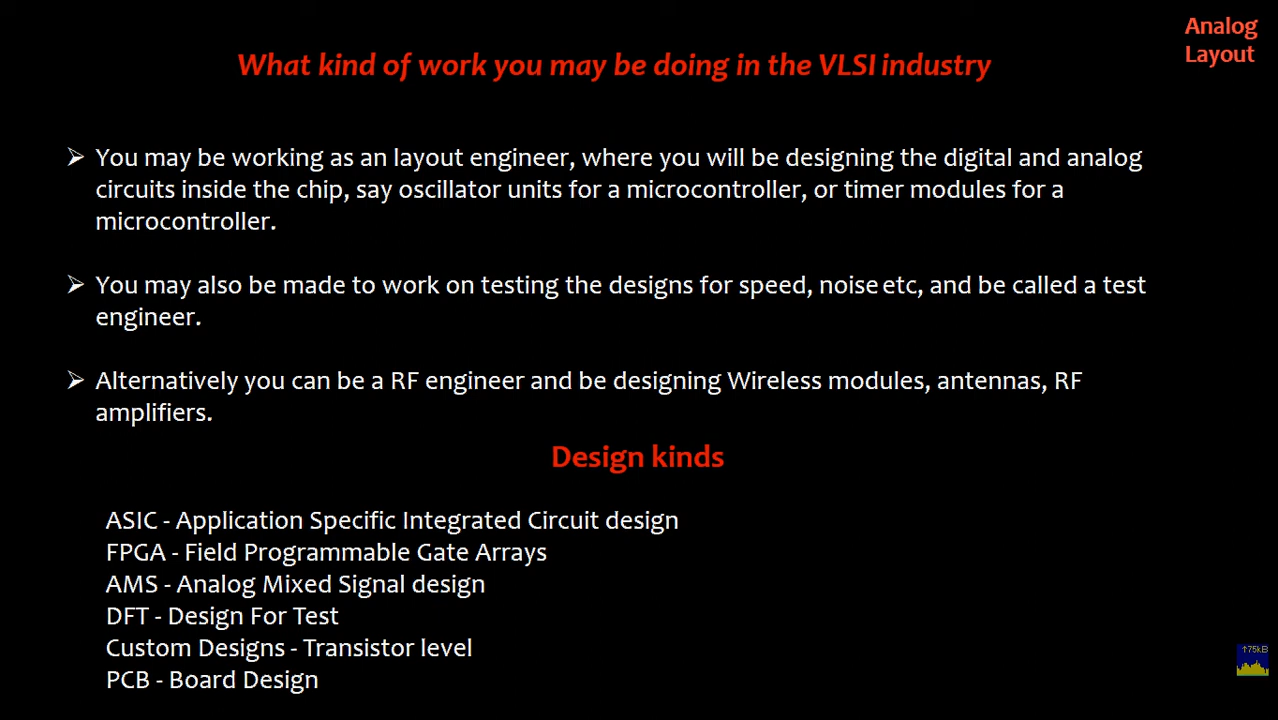 Analog
Layout
What kind of work you may be doing in the VLSI industry
➢ You may be working as an layout engineer, where you will be designing the digital and analog
circuits inside the chip, say oscillator units for a microcontroller, or timer modules for a
microcontroller.
➢ You may also be made to work on testing the designs for speed, noise etc, and be called a test
engineer.
➢ Alternatively you can be a RF engineer and be designing Wireless modules, antennas, RF
amplifiers.
Design kinds
ASIC - Application Specific Integrated Circuit design
FPGA - Field Programmable Gate Arrays
AMS - Analog Mixed Signal design
DFT - Design For Test
Custom Designs - Transistor level
PCB - Board Design
↑75kB